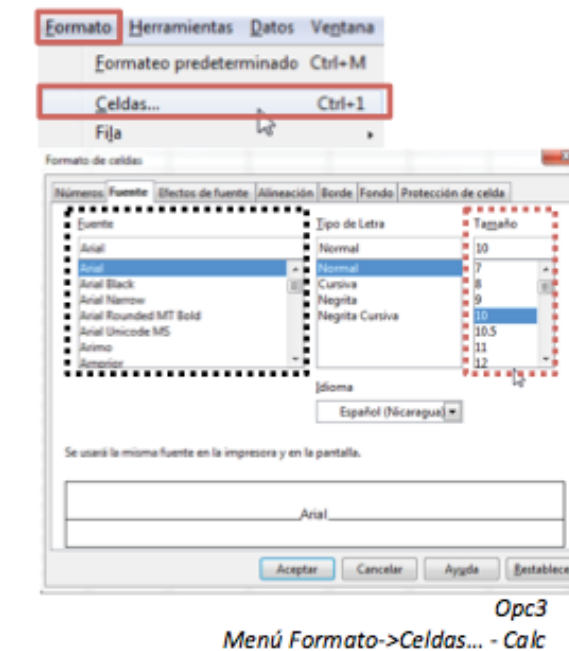 Formato Herramientas Datos Ventana
Formateo predeterminado Ctrl+M
Celdas... Ctrl+1
Fila
Formato de celdas
Números Fuente Efectos de fuente Alineación Borde Fondo Protección de celda
Fuente Tipo de Letra Tamaño
Arial Normal 10
Arial Normal 7
Arial Black Cursiva 8
Arial Narrow Negrita 9
Arial Rounded MT Bold Negrita Cursiva 10
Arial Unicode MS 10.5
Arimo 11
12
Idioma
Español (Nicaragua)
Se usará la misma fuente en la impresora y en la pantalla.
Arial
Aceptar Cancelar Ayuda Restablece
Opc3
Menú Formato->Celdas... - Calc